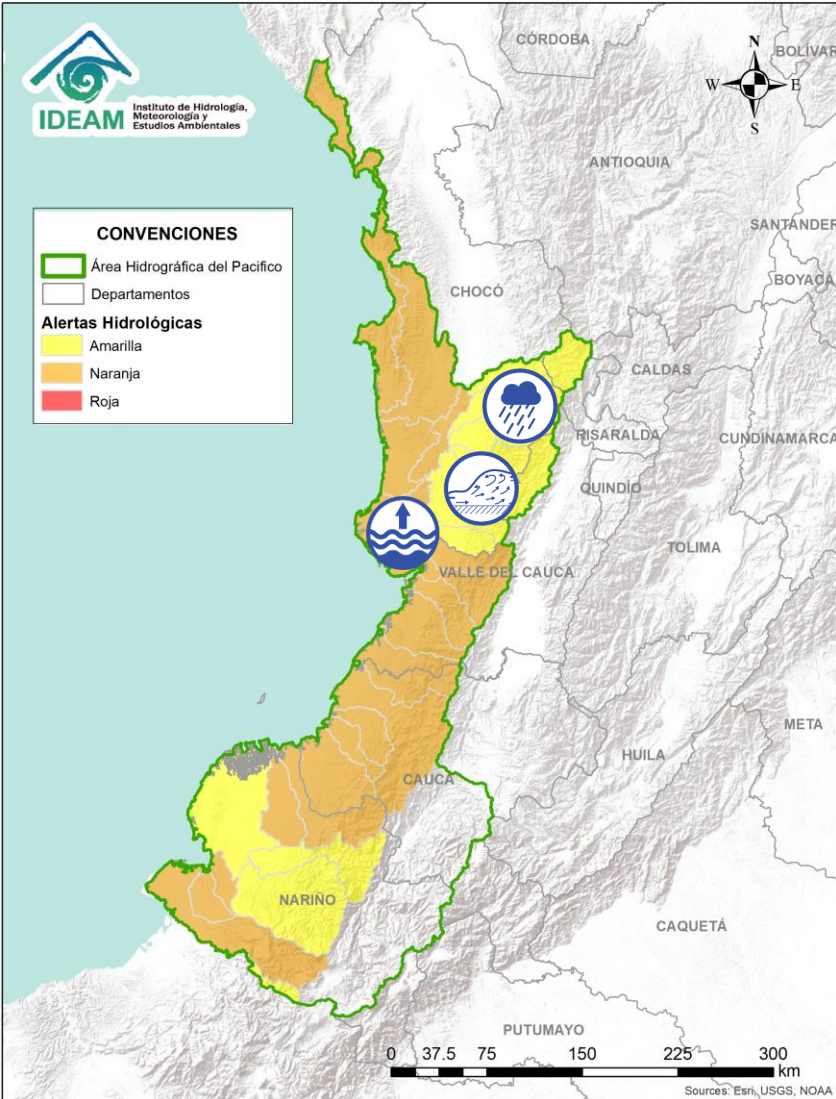 IDEAM
Instituto de Hidrología,
Meteorología y
Estudios Ambientales
N
W
E
S
CÓRDOBA
BOLÍVAR
ANTIOQUIA
SANTANDER
BOYACÁ
CHOCÓ
CALDAS
RISARALDA
CUNDINAMARCA
QUINDÍO
TOLIMA
VALLE DEL CAUCA
META
HUILA
CAUCA
NARIÑO
CAQUETÁ
PUTUMAYO
CONVENCIONES
Área Hidrográfica del Pacifico
Departamentos
Alertas Hidrológicas
Amarilla
Naranja
Roja
0 37.5 75 150 225 300
km
Sources: Esri, USGS, NOAA